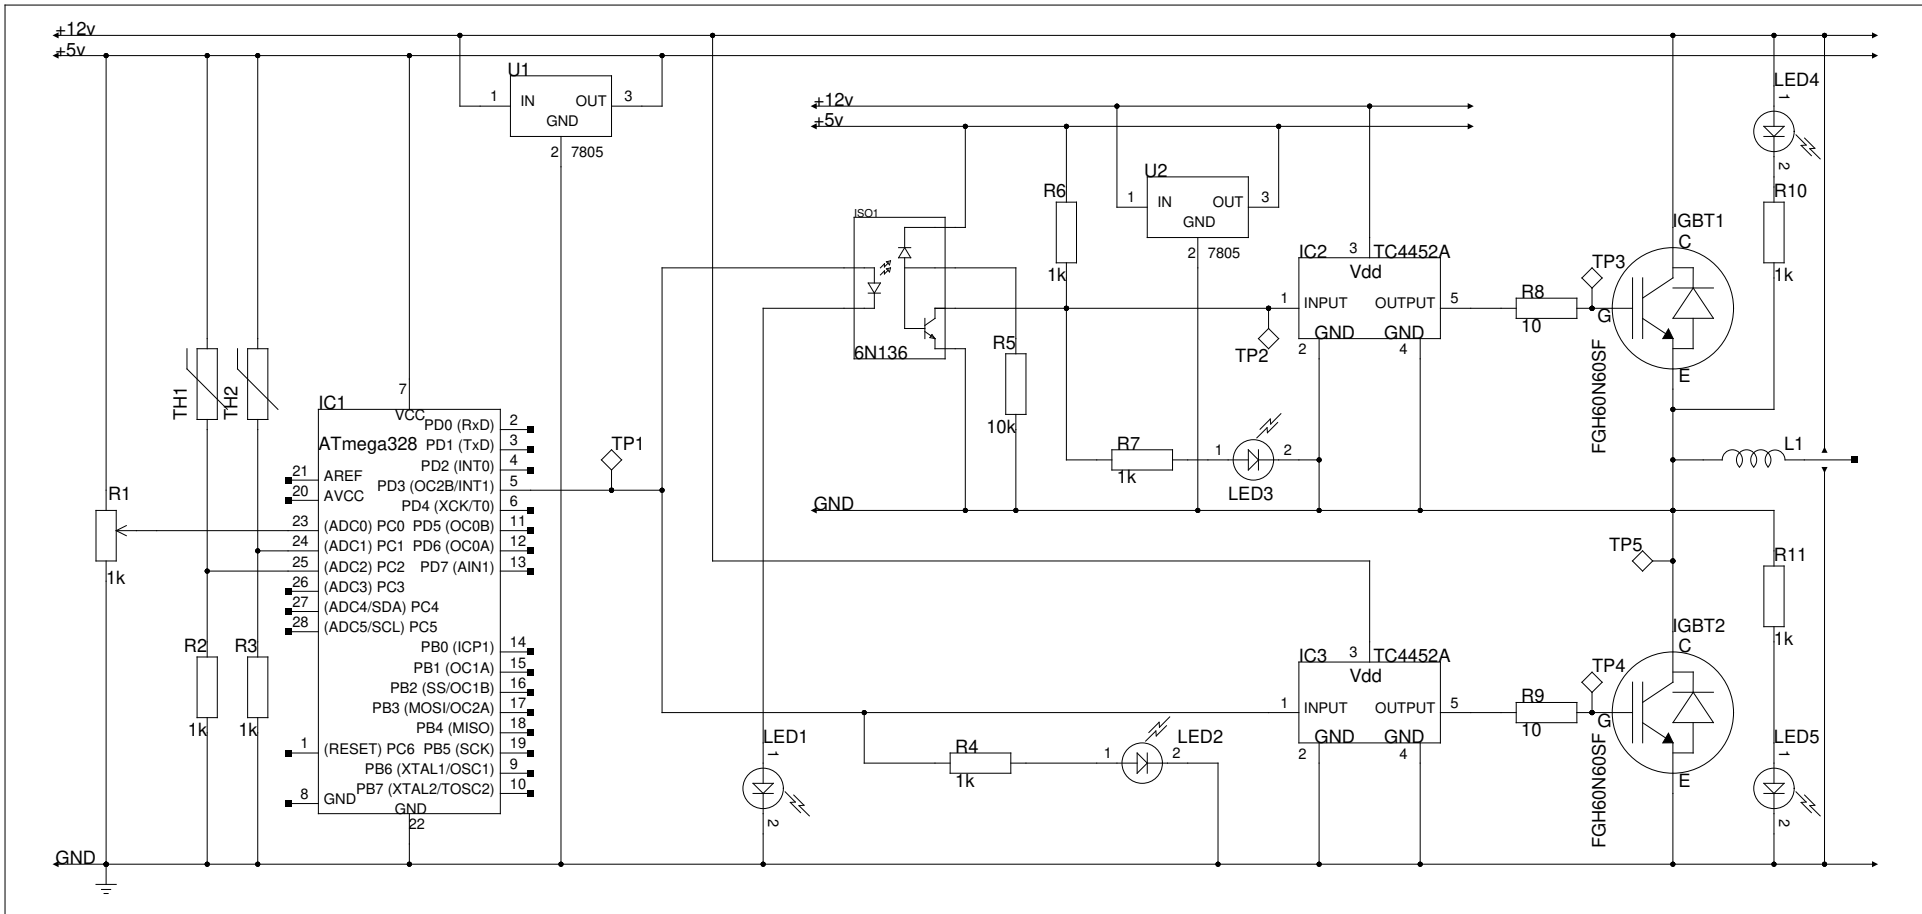 +12v
+5v
U1
1 IN OUT 3
GND
2 7805
+12v
+5v
LED4
1
2
R10
1k
U2
1 IN OUT 3
GND
2 7805
R6
1k
ISO1
6N136
R5
10k
IC2 3 TC4452A
Vdd
1 INPUT OUTPUT 5
GND GND
2 4
TP2
R8
10
TP3
IGBT1
C
G
E
FGH60N60SF
TH1
TH2
7
IC1
VCC
ATmega328
PD0 (RxD) 2
PD1 (TxD) 3
PD2 (INT0) 4
21 AREF
PD3 (OC2B/INT1) 5
20 AVCC
PD4 (XCK/T0) 6
23 (ADC0) PC0 PD5 (OC0B) 11
24 (ADC1) PC1 PD6 (OC0A) 12
25 (ADC2) PC2 PD7 (AIN1) 13
26 (ADC3) PC3
27 (ADC4/SDA) PC4
28 (ADC5/SCL) PC5
PB0 (ICP1) 14
PB1 (OC1A) 15
PB2 (SS/OC1B) 16
PB3 (MOSI/OC2A) 17
PB4 (MISO) 18
1 (RESET) PC6 PB5 (SCK) 19
PB6 (XTAL1/OSC1) 9
PB7 (XTAL2/TOSC2) 10
8 GND
GND
22
TP1
R7
1k
1 2
LED3
L1
GND
R1
1k
R2
1k
R3
1k
TP5
R11
1k
IC3 3 TC4452A
Vdd
1 INPUT OUTPUT 5
GND GND
2 4
R9
10
TP4
IGBT2
C
G
E
FGH60N60SF
LED1
1
2
R4
1k
1 2
LED2
LED5
1
2
GND